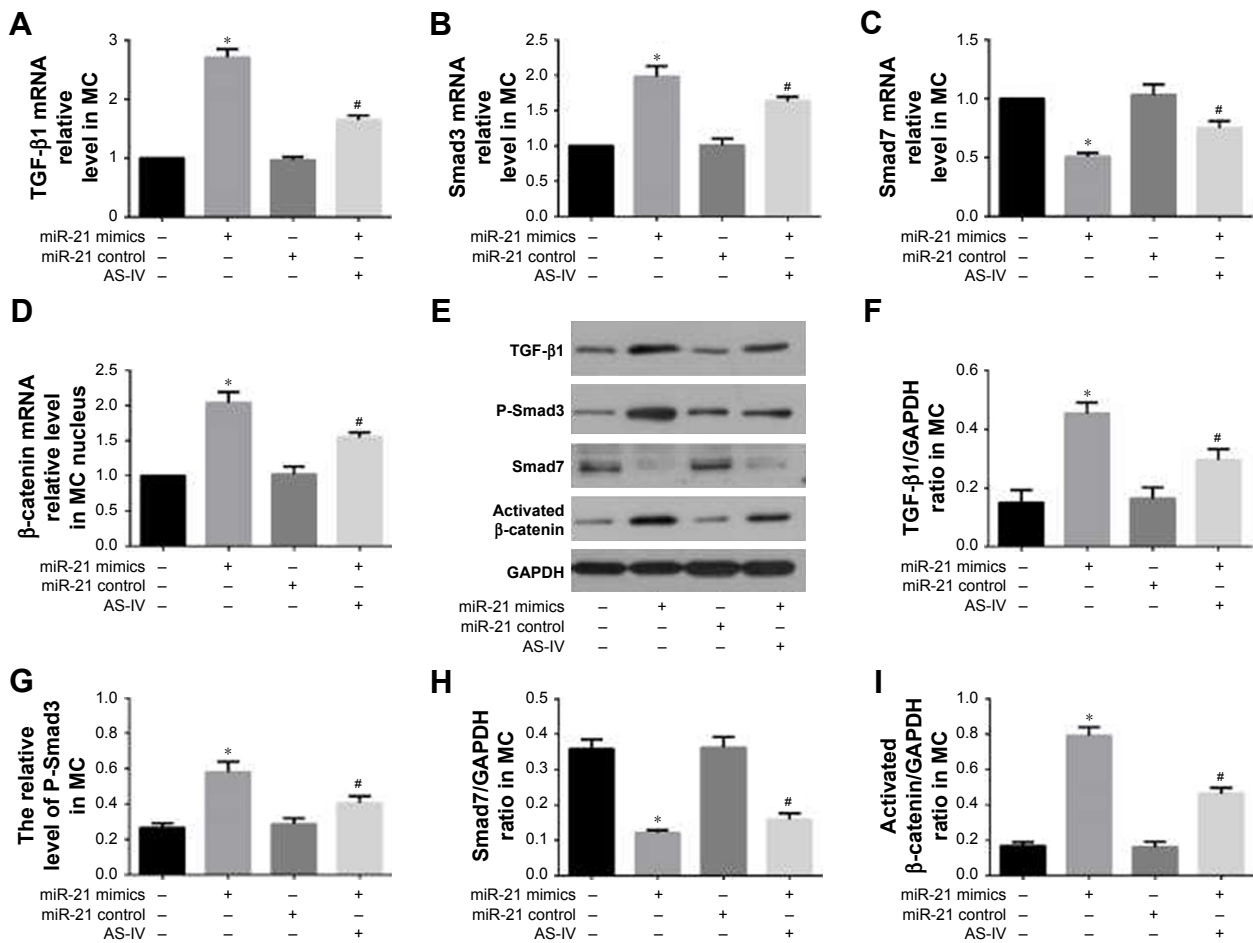 A
TGF-β1 mRNA
relative
level in MC
3
2
1
0
*
#
miR-21 mimics – + – +
miR-21 control – – + –
AS-IV – – – +
B
Smad3 mRNA
relative
level in MC
2.5
2.0
1.5
1.0
0.5
0.0
*
#
miR-21 mimics – + – +
miR-21 control – – + –
AS-IV – – – +
C
Smad7 mRNA
relative
level in MC
1.5
1.0
0.5
0.0
*
#
miR-21 mimics – + – +
miR-21 control – – + –
AS-IV – – – +
D
β-catenin mRNA
relative level
in MC nucleus
2.5
2.0
1.5
1.0
0.5
0.0
*
#
miR-21 mimics – + – +
miR-21 control – – + –
AS-IV – – – +
E
TGF-β1
P-Smad3
Smad7
Activated
β-catenin
GAPDH
miR-21 mimics – + – +
miR-21 control – – + –
AS-IV – – – +
F
TGF-β1/GAPDH
ratio in MC
0.6
0.4
0.2
0.0
*
#
miR-21 mimics – + – +
miR-21 control – – + –
AS-IV – – – +
G
The relative
level of P-Smad3
in MC
1.0
0.8
0.6
0.4
0.2
0.0
*
#
miR-21 mimics – + – +
miR-21 control – – + –
AS-IV – – – +
H
Smad7/GAPDH
ratio in MC
0.5
0.4
0.3
0.2
0.1
0.0
*
#
miR-21 mimics – + – +
miR-21 control – – + –
AS-IV – – – +
I
Activated
β-catenin/GAPDH
ratio in MC
1.0
0.8
0.6
0.4
0.2
0.0
*
#
miR-21 mimics – + – +
miR-21 control – – + –
AS-IV – – – +